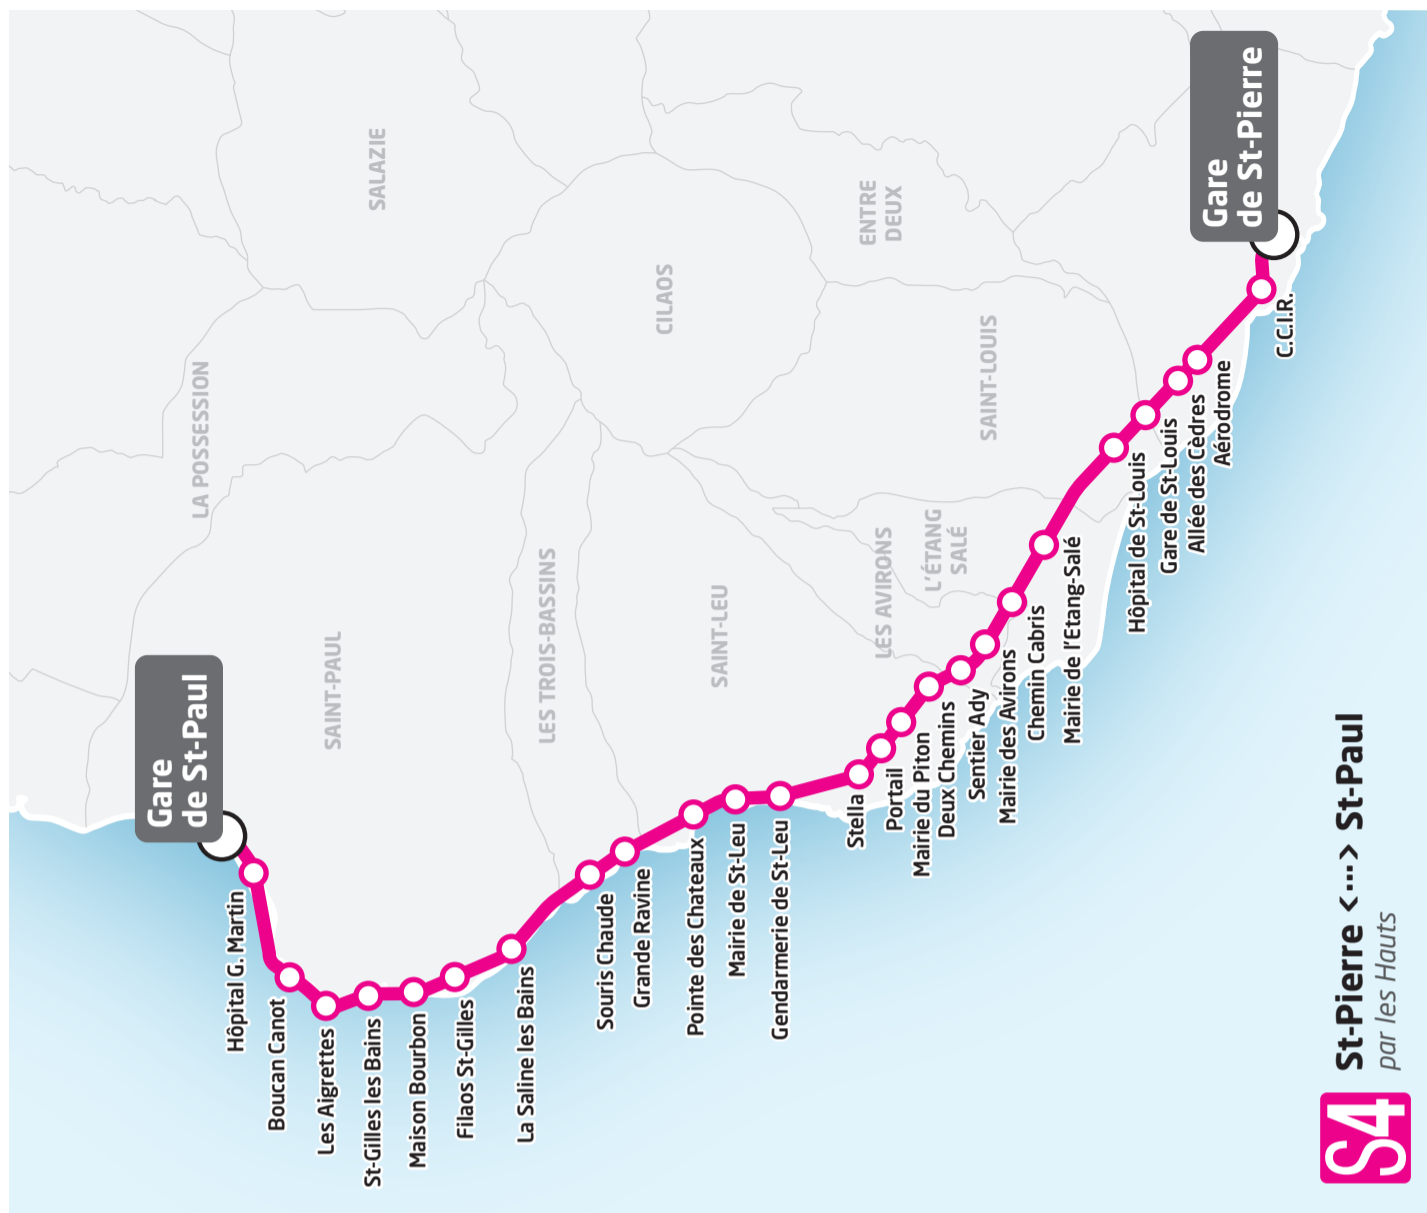 S4
St-Pierre <···> St-Paul
par les Hauts
Gare
de St-Paul
Hôpital G. Martin
Boucan Canot
Les Aigrettes
St-Gilles les Bains
Maison Bourbon
Filaos St-Gilles
La Saline les Bains
Souris Chaude
Grande Ravine
Pointe des Chateaux
Mairie de St-Leu
Gendarmerie de St-Leu
Stella
Portail
Mairie du Piton
Deux Chemins
Sentier Ady
Mairie des Avirons
Chemin Cabris
Mairie de l'Etang-Salé
Hôpital de St-Louis
Gare de St-Louis
Allée des Cèdres
Aérodrome
C.C.I.R.
Gare
de St-Pierre
LA POSSESSION
SAINT-PAUL
SALAZIE
LES TROIS-BASSINS
CILAOS
SAINT-LEU
LES AVIRONS
L'ÉTANG
SALÉ
ENTRE
DEUX
SAINT-LOUIS